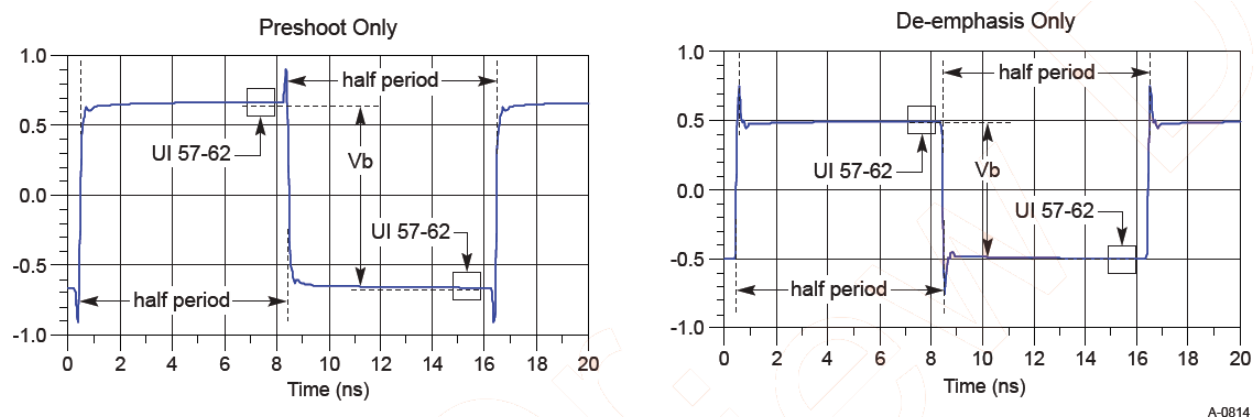 Preshoot Only
1.0
0.5
0.0
-0.5
-1.0
half period
UI 57-62
Vb
UI 57-62
half period
0 2 4 6 8 10 12 14 16 18 20
Time (ns)
De-emphasis Only
1.0
0.5
0.0
-0.5
-1.0
half period
UI 57-62
Vb
UI 57-62
half period
0 2 4 6 8 10 12 14 16 18 20
Time (ns)
A-0814